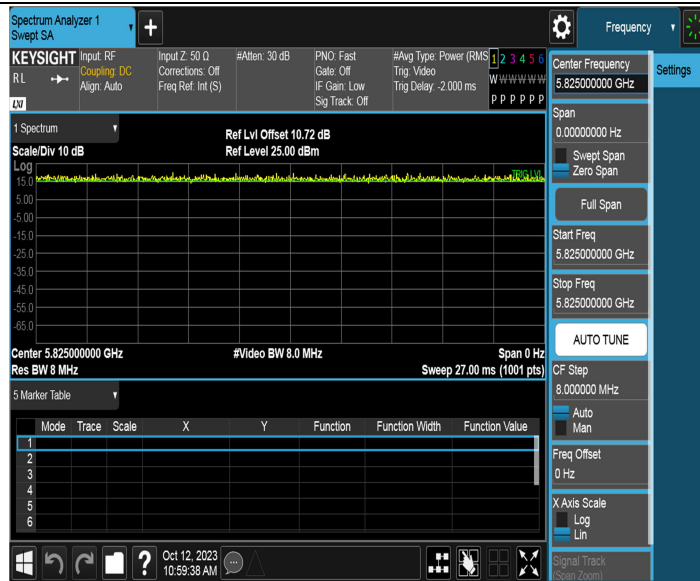 Spectrum Analyzer 1
Swept SA
+
Frequency
KEYSIGHT
RL
LXI
Input: RF
Coupling: DC
Align: Auto
Input Z: 50 Ω
Corrections: Off
Freq Ref: Int (S)
#Atten: 30 dB
PNO: Fast
Gate: Off
IF Gain: Low
Sig Track: Off
#Avg Type: Power (RMS
Trig: Video
Trig Delay: -2.000 ms
1 2 3 4 5 6
W W W W W W
P P P P P P
Center Frequency
5.825000000 GHz
Settings
Span
0.00000000 Hz
Swept Span
Zero Span
Full Span
Start Freq
5.825000000 GHz
Stop Freq
5.825000000 GHz
AUTO TUNE
CF Step
8.000000 MHz
Auto
Man
Freq Offset
0 Hz
X Axis Scale
Log
Lin
Signal Track
(Span Zoom)
1 Spectrum
Scale/Div 10 dB
Ref Lvl Offset 10.72 dB
Ref Level 25.00 dBm
Log
15.0
TRIG LVL
5.00
-5.00
-15.0
-25.0
-35.0
-45.0
-55.0
-65.0
Center 5.825000000 GHz
#Video BW 8.0 MHz
Span 0 Hz
Res BW 8 MHz
Sweep 27.00 ms (1001 pts)
5 Marker Table
Mode Trace Scale X Y Function Function Width Function Value
1
2
3
4
5
6
?
Oct 12, 2023
10:59:38 AM